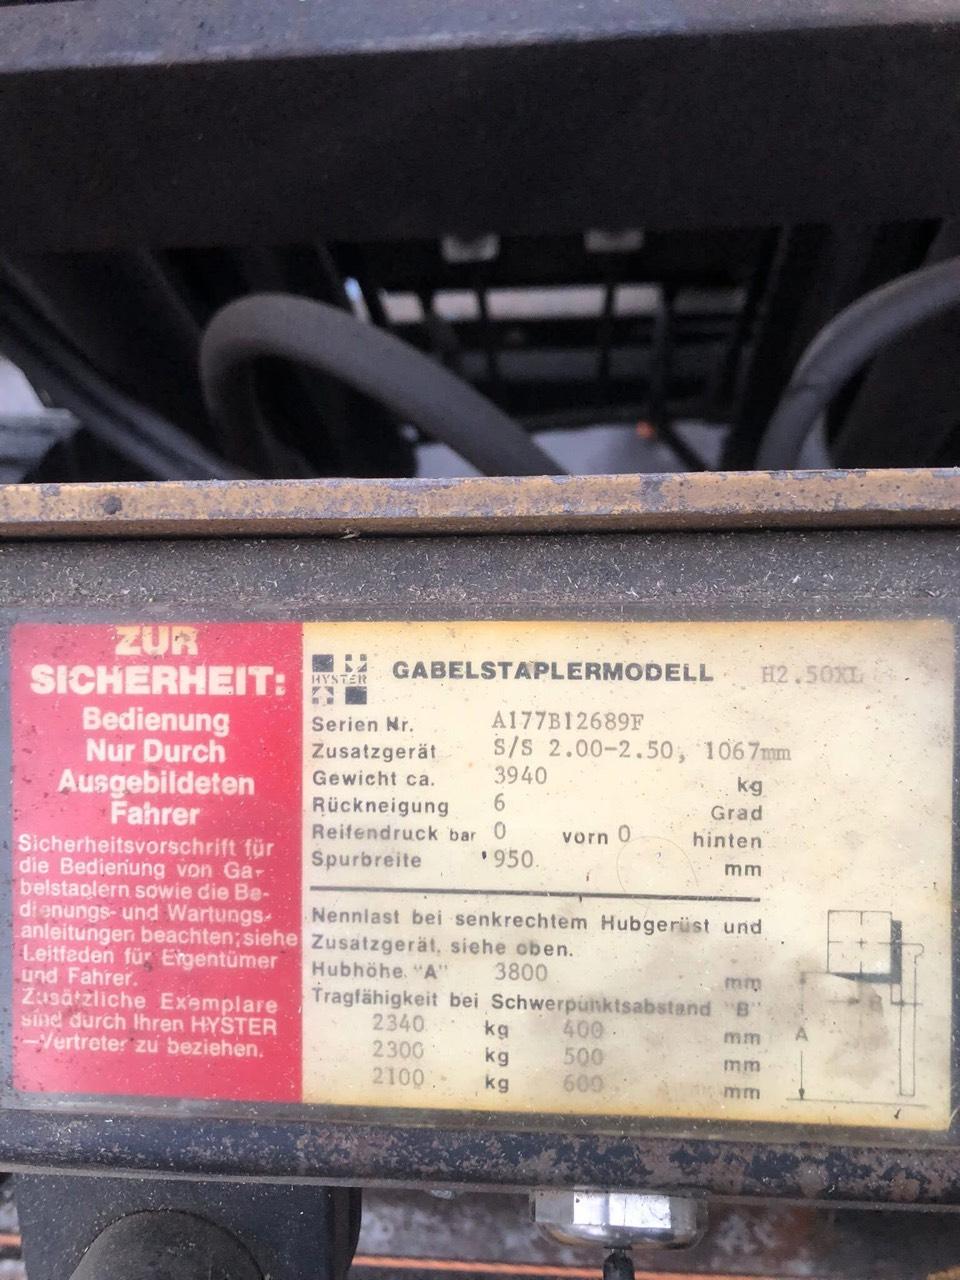 ZUR
SICHERHEIT:
Bedienung
Nur Durch
Ausgebildeten
Fahrer
Sicherheitsvorschrift für
die Bedienung von Ga-
belstaplern sowie die Be-
dienungs- und Wartungs-
anleitungen beachten; siehe
Leitfaden für Eigentümer
und Fahrer.
Zusätzliche Exemplare
sind durch Ihren HYSTER
-Vertreter zu beziehen.
HYSTER
GABELSTAPLERMODELL H2.50XL
Serien Nr. A177B12689F
Zusatzgerät S/S 2.00-2.50, 1067mm
Gewicht ca. 3940 kg
Rückneigung 6 Grad
Reifendruck bar 0 vorn 0 hinten
Spurbreite 950 mm
Nennlast bei senkrechtem Hubgerüst und
Zusatzgerät, siehe oben.
Hubhöhe "A" 3800 mm
Tragfähigkeit bei Schwerpunktsabstand "B"
2340 kg 400 mm
2300 kg 500 mm
2100 kg 600 mm
B
A